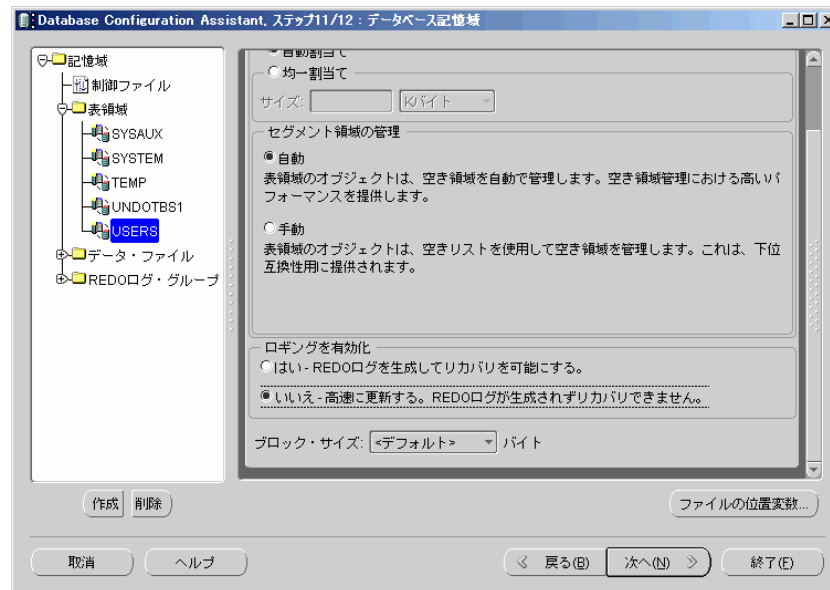 Database Configuration Assistant, ステップ11/12 : データベース記憶域
記憶域
制御ファイル
表領域
SYSAUX
SYSTEM
TEMP
UNDOTBS1
USERS
データ・ファイル
REDOログ・グループ
自動割当て
均一割当て
サイズ: Kバイト
セグメント領域の管理
自動
表領域のオブジェクトは、空き領域を自動で管理します。空き領域管理における高いパ
フォーマンスを提供します。
手動
表領域のオブジェクトは、空きリストを使用して空き領域を管理します。これは、下位
互換性用に提供されます。
ロギングを有効化
はい - REDOログを生成してリカバリを可能にする。
いいえ - 高速に更新する。REDOログが生成されずリカバリできません。
ブロック・サイズ: <デフォルト> バイト
作成 削除 ファイルの位置変数...
取消 ヘルプ 戻る(B) 次へ(N) 終了(F)